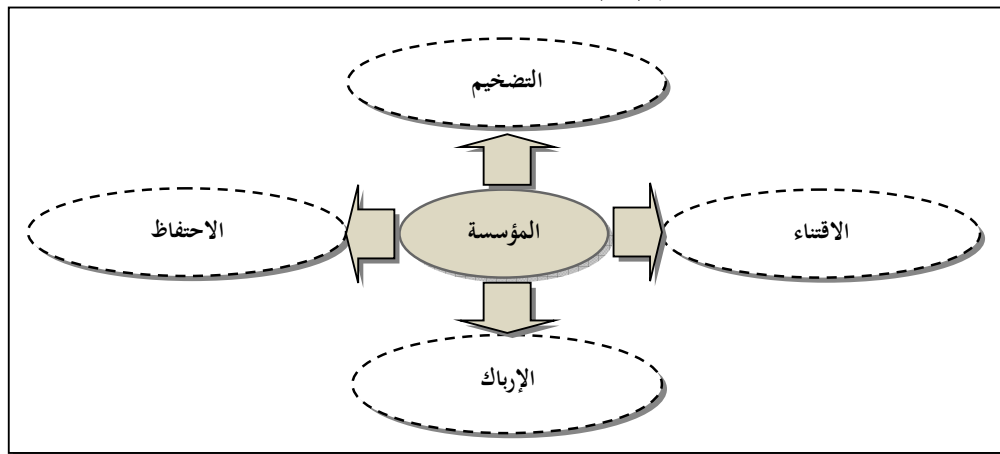 التضخيم
الاقتناء
المؤسسة
الاحتفاظ
الإرباك